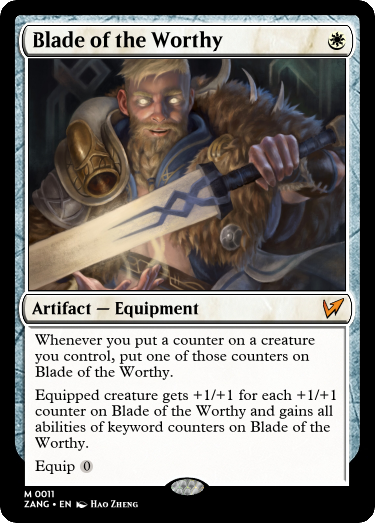 Blade of the Worthy
Artifact — Equipment
Whenever you put a counter on a creature
you control, put one of those counters on
Blade of the Worthy.
Equipped creature gets +1/+1 for each +1/+1
counter on Blade of the Worthy and gains all
abilities of keyword counters on Blade of the
Worthy.
Equip 0
M 0011
ZANG • EN Hao Zheng